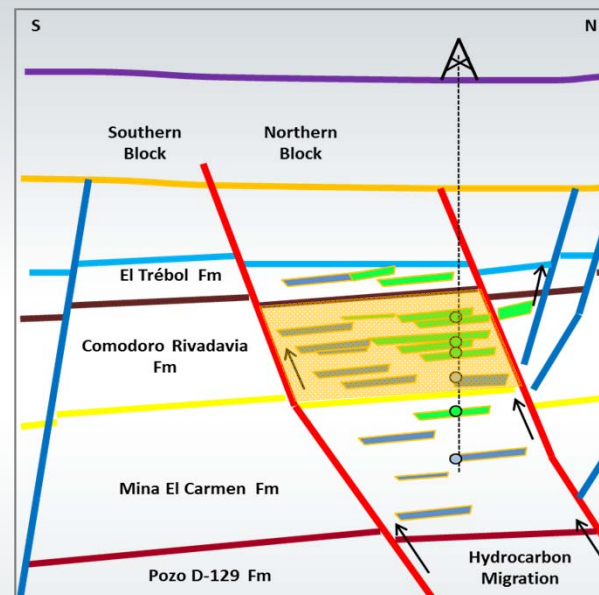 S
N
Southern
Block
Northern
Block
El Trébol Fm
Comodoro Rivadavia
Fm
Mina El Carmen Fm
Pozo D-129 Fm
Hydrocarbon
Migration